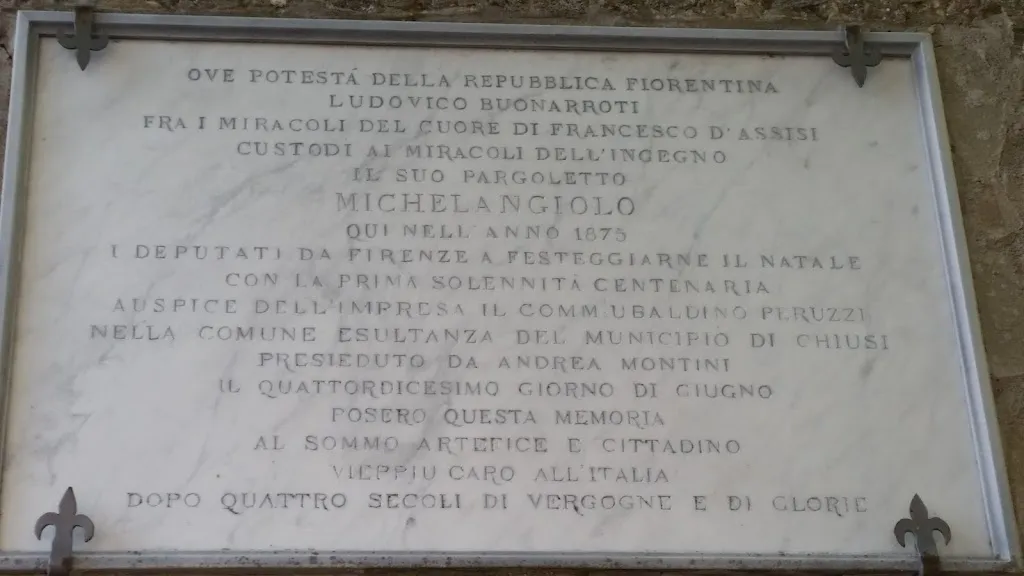 OVE POTESTÁ DELLA REPUBBLICA FIORENTINA
LUDOVICO BUONARROTI
FRA I MIRACOLI DEL CUORE DI FRANCESCO D'ASSISI
CUSTODI AI MIRACOLI DELL'INGEGNO
IL SUO PARGOLETTO
MICHELANGIOLO
QUI NELL'ANNO 1875
I DEPUTATI DA FIRENZE A FESTEGGIARNE IL NATALE
CON LA PRIMA SOLENNITÀ CENTENARIA
AUSPICE DELL'IMPRESA IL COMM.UBALDINO PERUZZI
NELLA COMUNE ESULTANZA DEL MUNICIPIO DI CHIUSI
PRESIEDUTO DA ANDREA MONTINI
IL QUATTORDICESIMO GIORNO DI GIUGNO
POSERO QUESTA MEMORIA
AL SOMMO ARTEFICE E CITTADINO
VIEPPIU CARO ALL'ITALIA
DOPO QUATTRO SECOLI DI VERGOGNE E DI GLORIE